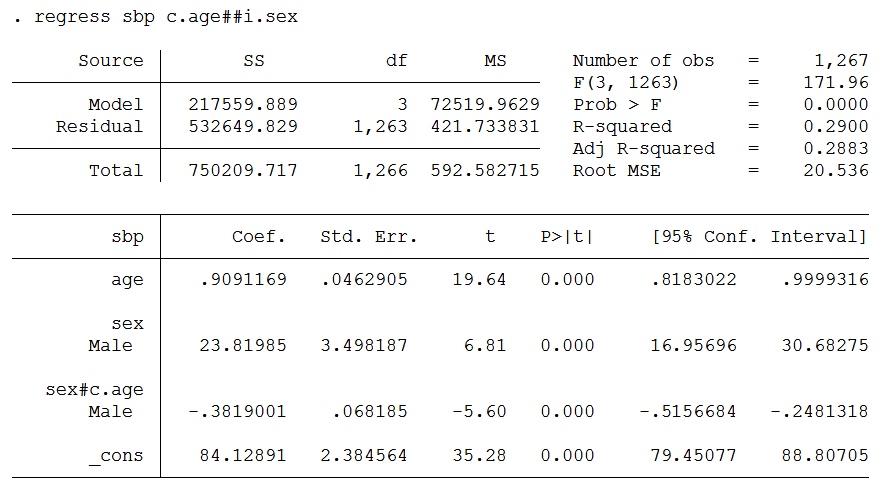 . regress sbp c.age##i.sex
Source SS df MS Number of obs = 1,267
F(3, 1263) = 171.96
Model 217559.889 3 72519.9629 Prob > F = 0.0000
Residual 532649.829 1,263 421.733831 R-squared = 0.2900
Adj R-squared = 0.2883
Total 750209.717 1,266 592.582715 Root MSE = 20.536
sbp Coef. Std. Err. t P>|t| [95% Conf. Interval]
age .9091169 .0462905 19.64 0.000 .8183022 .9999316
sex
Male 23.81985 3.498187 6.81 0.000 16.95696 30.68275
sex#c.age
Male -.3819001 .068185 -5.60 0.000 -.5156684 -.2481318
_cons 84.12891 2.384564 35.28 0.000 79.45077 88.80705